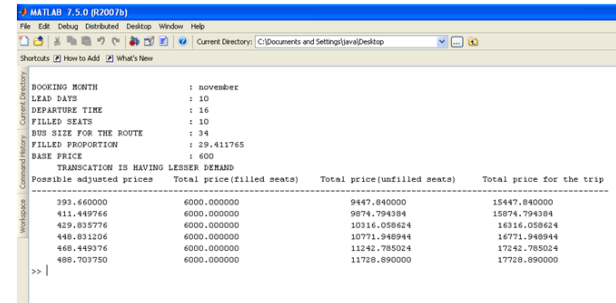 MATLAB 7.5.0 (R2007b)
File Edit Debug Distributed Desktop Window Help
Current Directory: C:\Documents and Settings\java\Desktop
Shortcuts How to Add What's New
Current Directory
Command History
Workspace
BOOKING MONTH : november
LEAD DAYS : 10
DEPARTURE TIME : 16
FILLED SEATS : 10
BUS SIZE FOR THE ROUTE : 34
FILLED PROPORTION : 29.411765
BASE PRICE : 600
TRANSCATION IS HAVING LESSER DEMAND
Possible adjusted prices Total price(filled seats) Total price(unfilled seats) Total price for the trip
393.660000 6000.000000 9447.840000 15447.840000
411.449766 6000.000000 9874.794384 15874.794384
429.835776 6000.000000 10316.058624 16316.058624
448.831206 6000.000000 10771.948944 16771.948944
468.449376 6000.000000 11242.785024 17242.785024
488.703750 6000.000000 11728.890000 17728.890000
>>